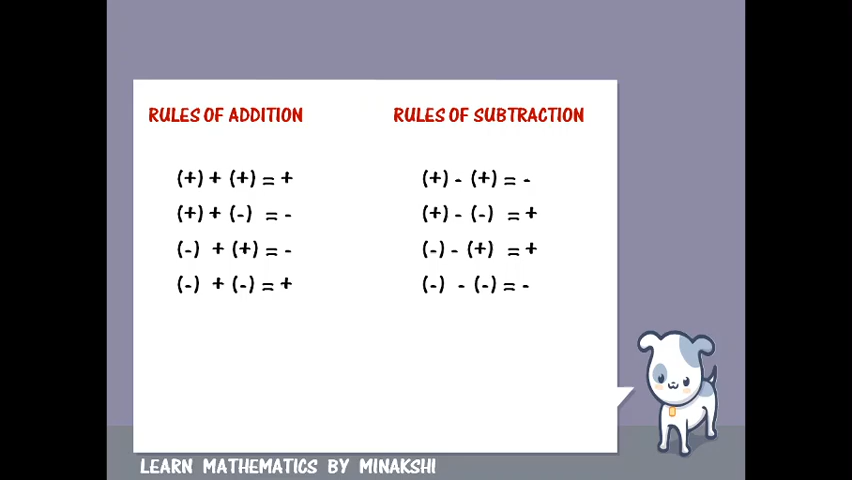 RULES OF ADDITION
(+) + (+) = +
(+) + (-) = -
(-) + (+) = -
(-) + (-) = +
RULES OF SUBTRACTION
(+) - (+) = -
(+) - (-) = +
(-) - (+) = +
(-) - (-) = -
LEARN MATHEMATICS BY MINAKSHI